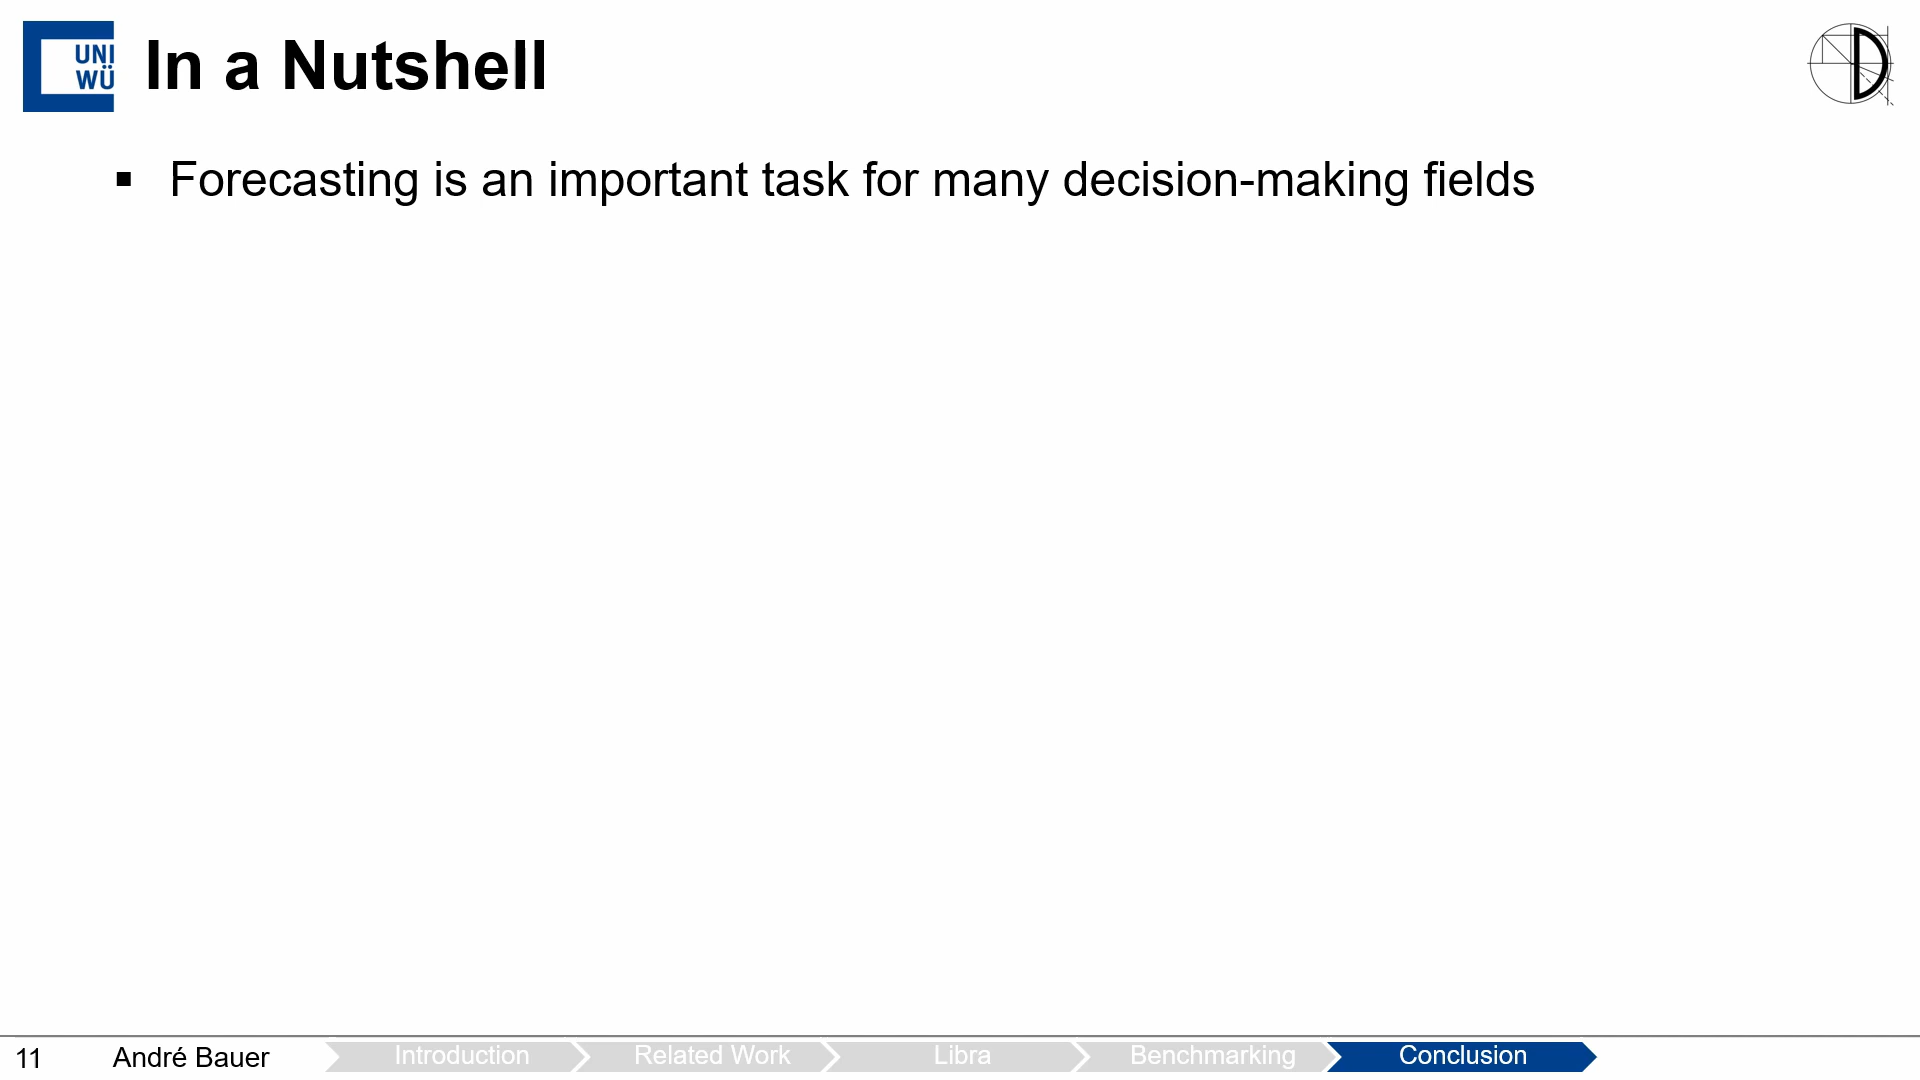 UNI
WÜ
In a Nutshell
D
▪ Forecasting is an important task for many decision-making fields
11
André Bauer
Introduction
Related Work
Libra
Benchmarking
Conclusion